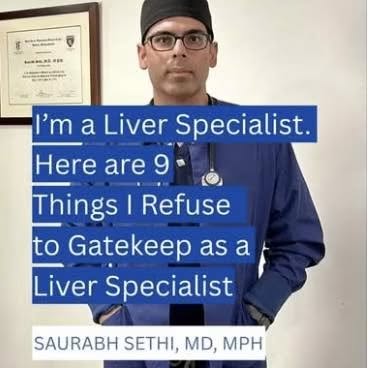 I'm a Liver Specialist.
Here are 9
Things I Refuse
to Gatekeep as a
Liver Specialist
SAURABH SETHI, MD, MPH